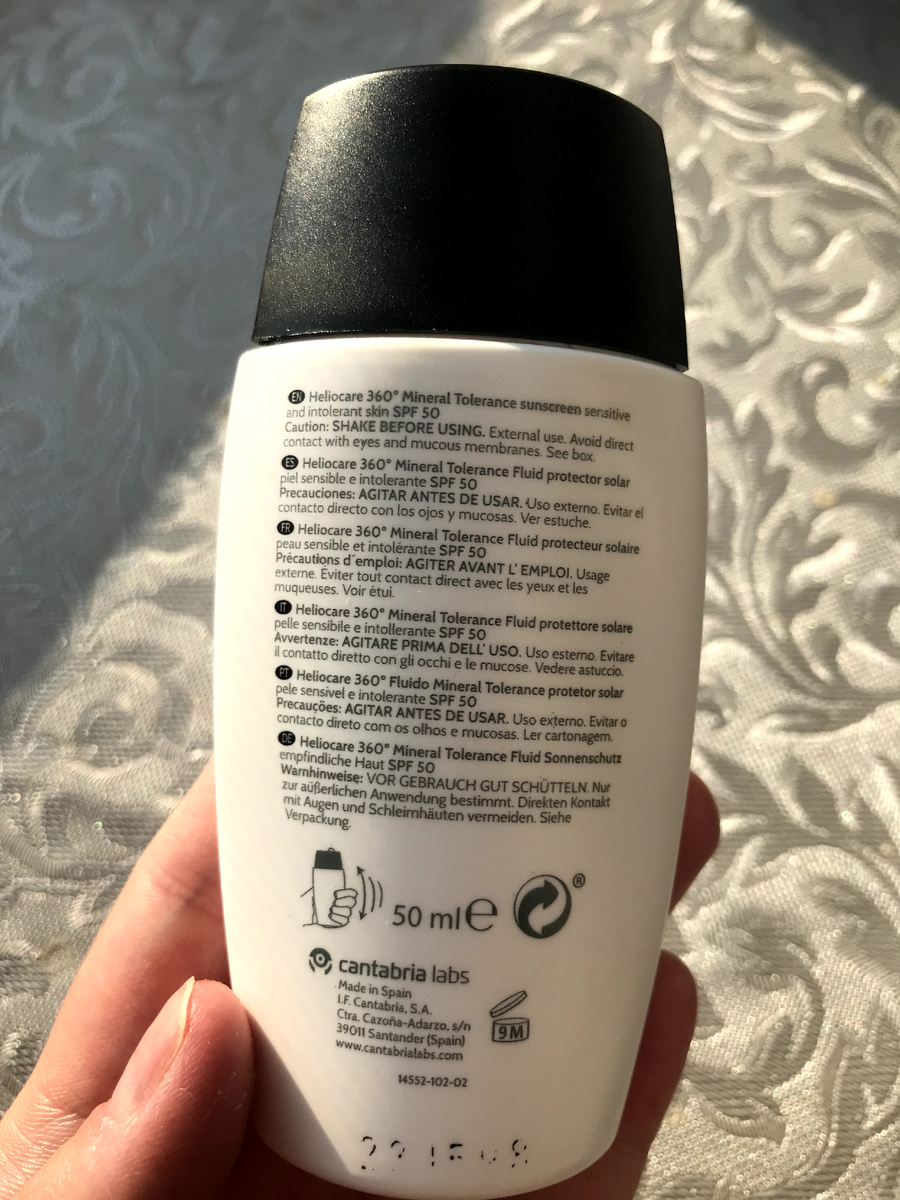 EN Heliocare 360° Mineral Tolerance sunscreen sensitive
and intolerant skin SPF 50
Caution: SHAKE BEFORE USING. External use. Avoid direct
contact with eyes and mucous membranes. See box.
ES Heliocare 360° Mineral Tolerance Fluid protector solar
piel sensible e intolerante SPF 50
Precauciones: AGITAR ANTES DE USAR. Uso externo. Evitar el
contacto directo con los ojos y mucosas. Ver estuche.
FR Heliocare 360° Mineral Tolerance Fluid protecteur solaire
peau sensible et intolérante SPF 50
Précautions d´emploi: AGITER AVANT L' EMPLOI. Usage
externe. Éviter tout contact direct avec les yeux et les
muqueuses. Voir étui.
IT Heliocare 360° Mineral Tolerance Fluid protettore solare
pelle sensibile e intollerante SPF 50
Avvertenze: AGITARE PRIMA DELL' USO. Uso esterno. Evitare
il contatto diretto con gli occhi e le mucose. Vedere astuccio.
PT Heliocare 360° Fluido Mineral Tolerance protetor solar
pele sensível e intolerante SPF 50
Precauções: AGITAR ANTES DE USAR. Uso externo. Evitar o
contacto direto com os olhos e mucosas. Ler cartonagem.
DE Heliocare 360° Mineral Tolerance Fluid Sonnenschutz
empfindliche Haut SPF 50
Warnhinweise: VOR GEBRAUCH GUT SCHÜTTELN. Nur
zur aüßerlichen Anwendung bestimmt. Direkten Kontakt
mit Augen und Schleimhäuten vermeiden. Siehe
Verpackung.
50 ml e ®
cantabria labs
Made in Spain
I.F. Cantabria, S.A.
Ctra. Cazoña-Adarzo, s/n
39011 Santander (Spain)
www.cantabrialabs.com
9M
14552-102-02